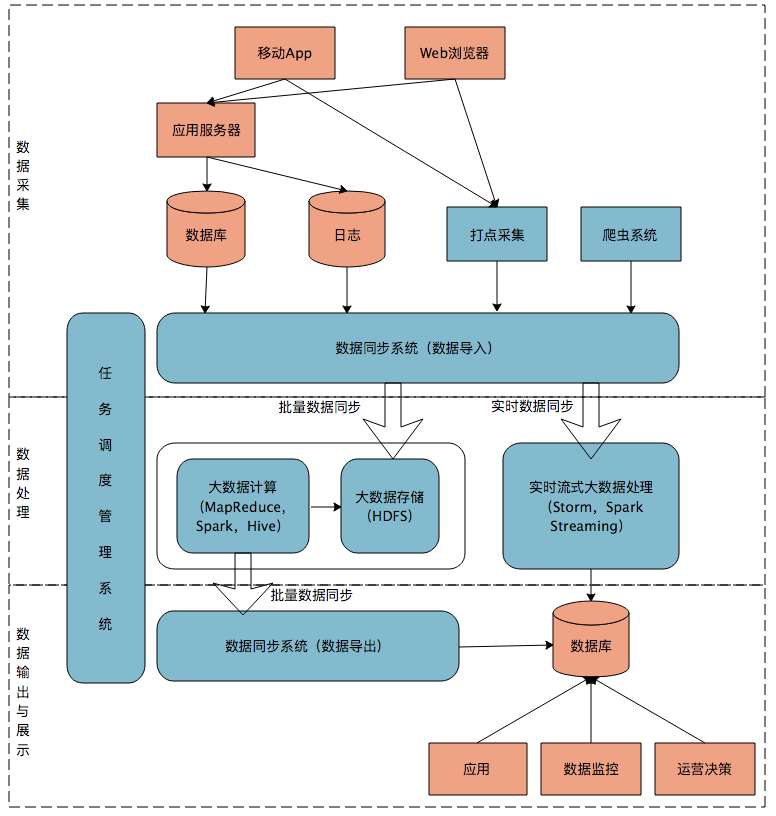 移动App
Web浏览器
应用服务器
数据采集
数据库
日志
打点采集
爬虫系统
数据同步系统（数据导入）
任务调度管理系统
批量数据同步
实时数据同步
数据处理
大数据计算
（MapReduce，
Spark，Hive）
大数据存储
（HDFS）
实时流式大数据处理
（Storm，Spark
Streaming）
批量数据同步
数据输出与展示
数据同步系统（数据导出）
数据库
应用
数据监控
运营决策